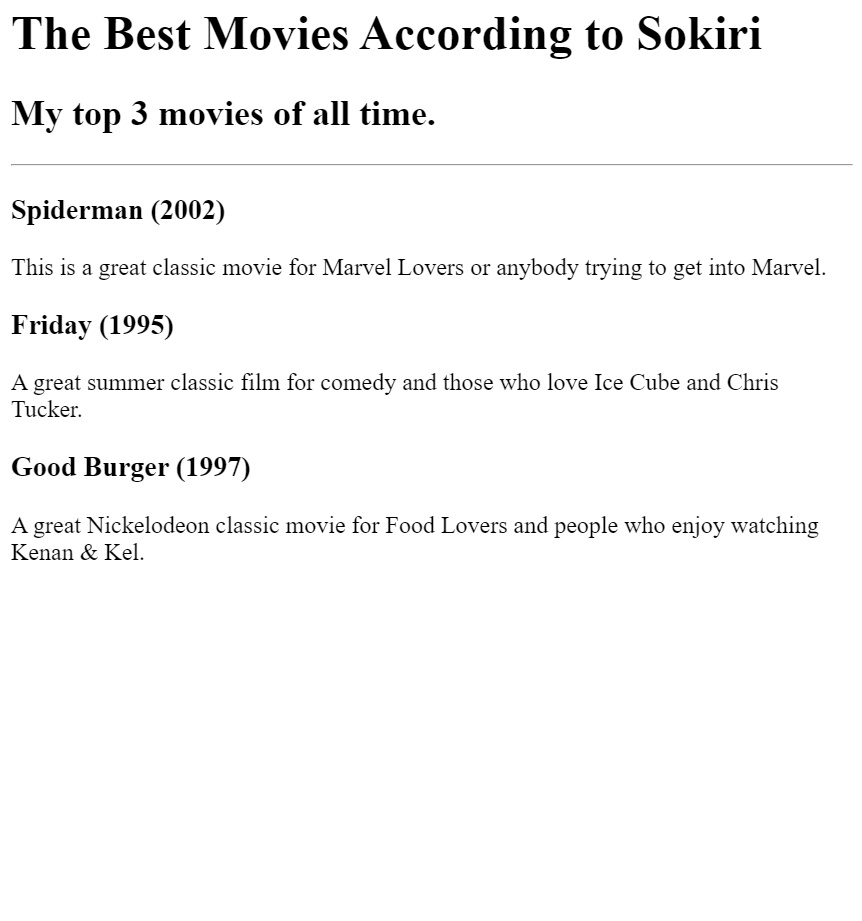 The Best Movies According to Sokiri
My top 3 movies of all time.
Spiderman (2002)
This is a great classic movie for Marvel Lovers or anybody trying to get into Marvel.
Friday (1995)
A great summer classic film for comedy and those who love Ice Cube and Chris
Tucker.
Good Burger (1997)
A great Nickelodeon classic movie for Food Lovers and people who enjoy watching
Kenan & Kel.